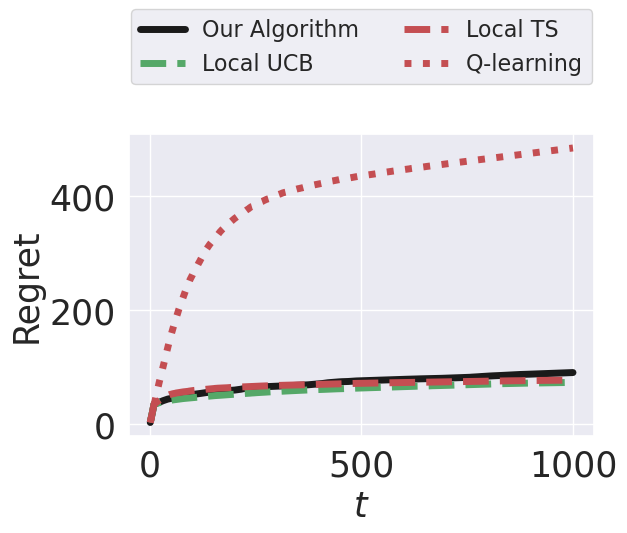 Our Algorithm
Local UCB
Local TS
Q-learning
Regret
400
200
0
0
500
1000
t